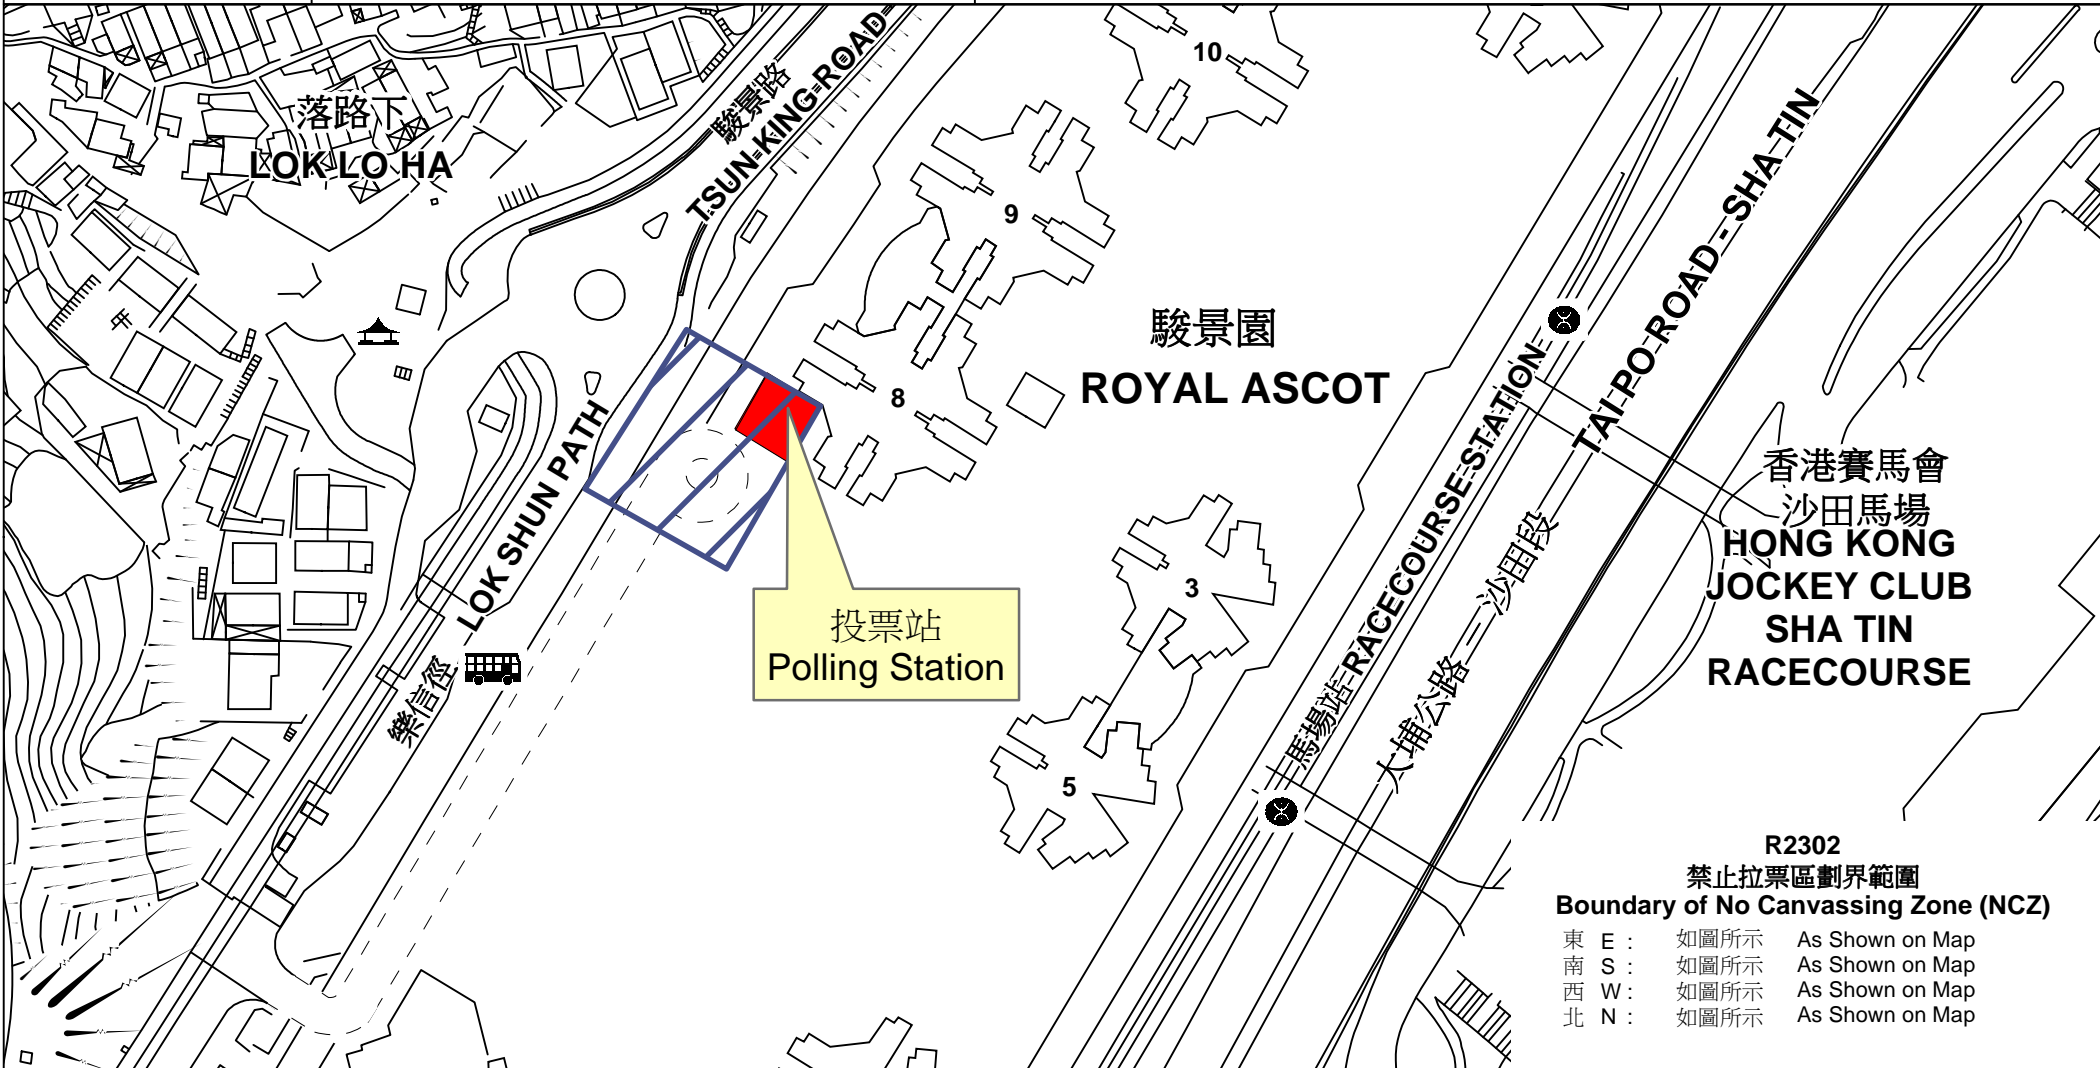 10
落路下
LOK LO HA
駿景路
TSUN KING ROAD
9
駿景園
ROYAL ASCOT
8
TAI PO ROAD - SHA TIN
大埔公路 - 沙田段
馬場站 RACECOURSE STATION
香港賽馬會
沙田馬場
HONG KONG
JOCKEY CLUB
SHA TIN
RACECOURSE
LOK SHUN PATH
樂信徑
3
投票站
Polling Station
5
R2302
禁止拉票區劃界範圍
Boundary of No Canvassing Zone (NCZ)
東 E : 如圖所示 As Shown on Map
南 S : 如圖所示 As Shown on Map
西 W : 如圖所示 As Shown on Map
北 N : 如圖所示 As Shown on Map